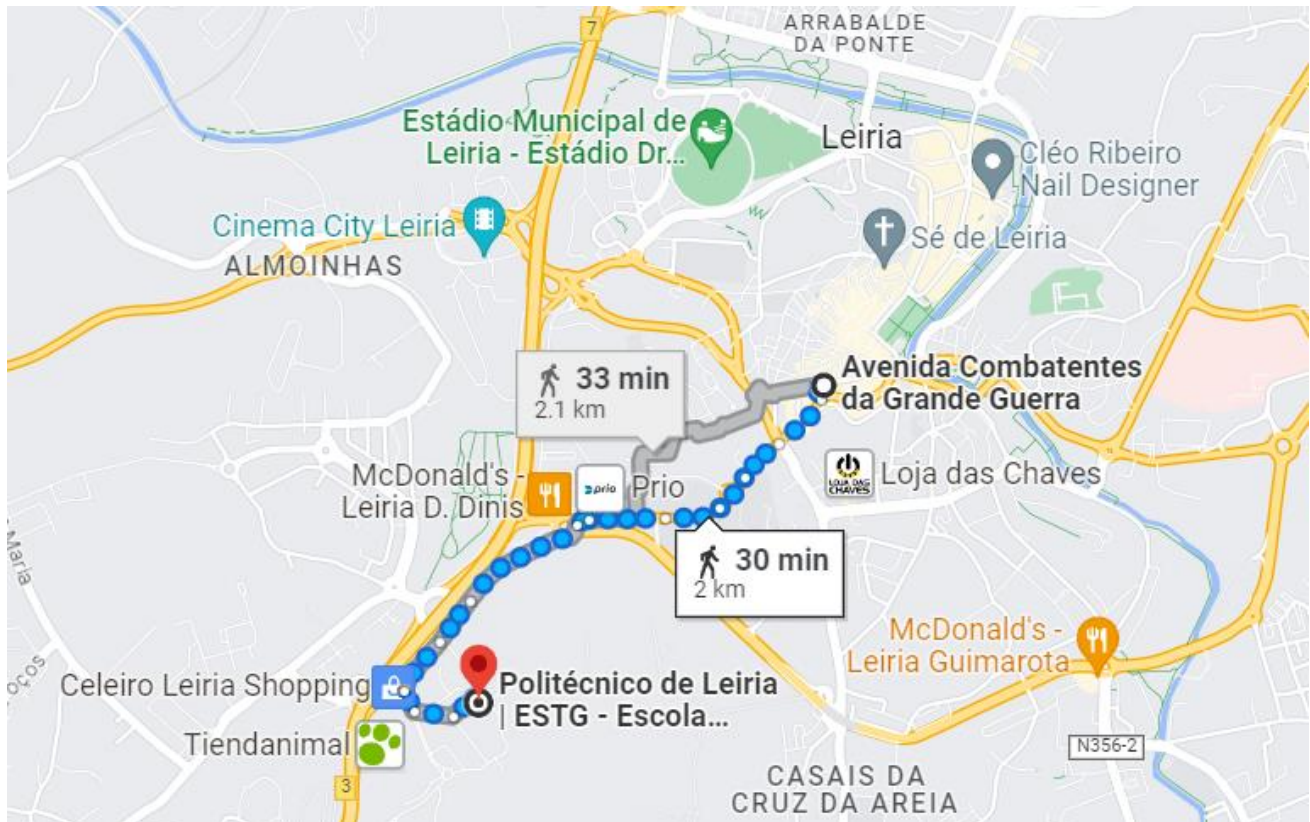 ARRABALDE
DA PONTE
7
Estádio Municipal de
Leiria - Estádio Dr...
Leiria
Cléo Ribeiro
Nail Designer
Cinema City Leiria
Sé de Leiria
ALMOINHAS
33 min
2.1 km
Avenida Combatentes
da Grande Guerra
McDonald's -
Leiria D. Dinis
prio
Prio
LOJA DAS
CHAVES
Loja das Chaves
30 min
2 km
Maria
McDonald's -
Leiria Guimarota
Celeiro Leiria Shopping
Politécnico de Leiria
| ESTG - Escola...
Tiendanimal
N356-2
3
CASAIS DA
CRUZ DA AREIA